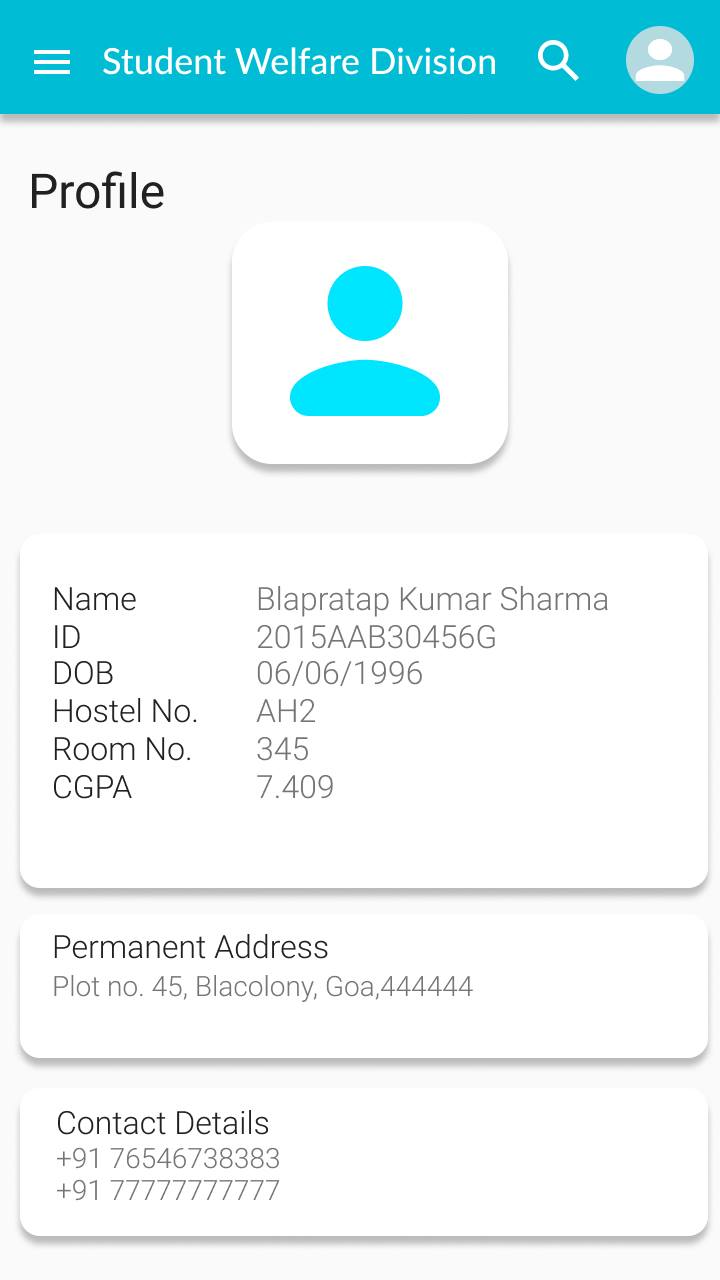 Student Welfare Division
Profile
Name Blapratap Kumar Sharma
ID 2015AAB30456G
DOB 06/06/1996
Hostel No. AH2
Room No. 345
CGPA 7.409
Permanent Address
Plot no. 45, Blacolony, Goa,444444
Contact Details
+91 76546738383
+91 77777777777